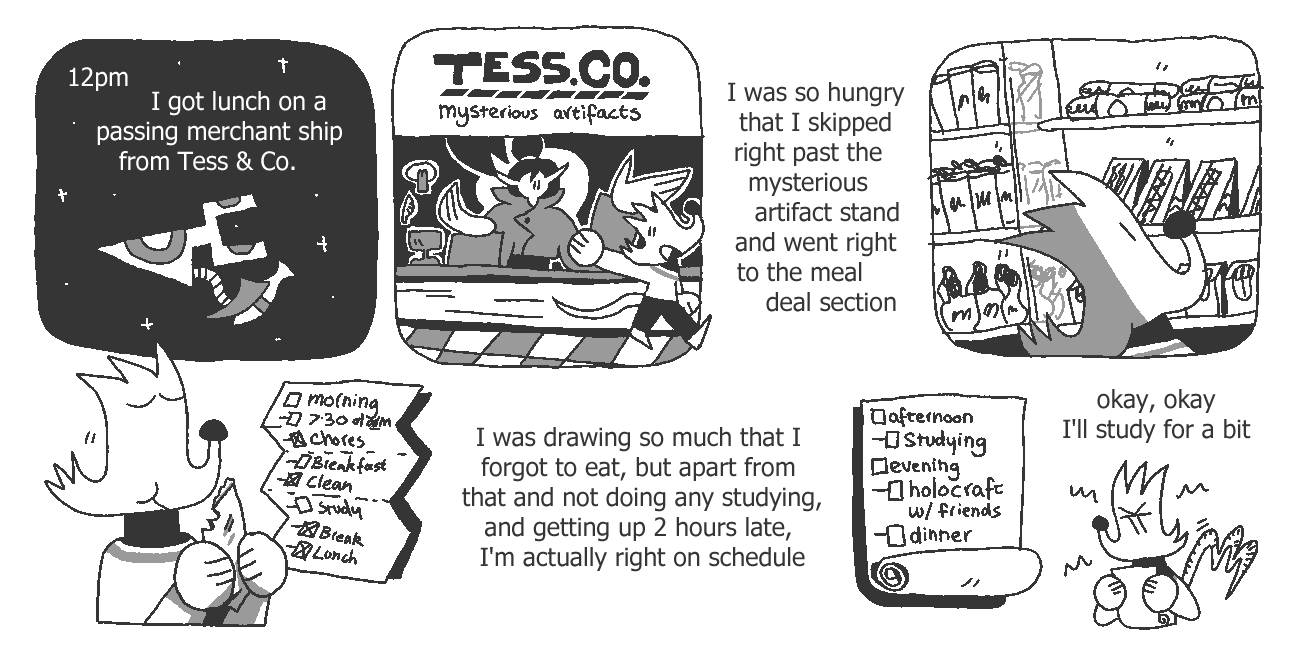 12pm
I got lunch on a
passing merchant ship
from Tess & Co.
TESS.CO.
mysterious artifacts
I was so hungry
that I skipped
right past the
mysterious
artifact stand
and went right
to the meal
deal section
morning
7:30
Chores
Breakfast
Clean
Study
Break
Lunch
I was drawing so much that I
forgot to eat, but apart from
that and not doing any studying,
and getting up 2 hours late,
I'm actually right on schedule
afternoon
Studying
evening
holocraft
w/ friends
dinner
okay, okay
I'll study for a bit